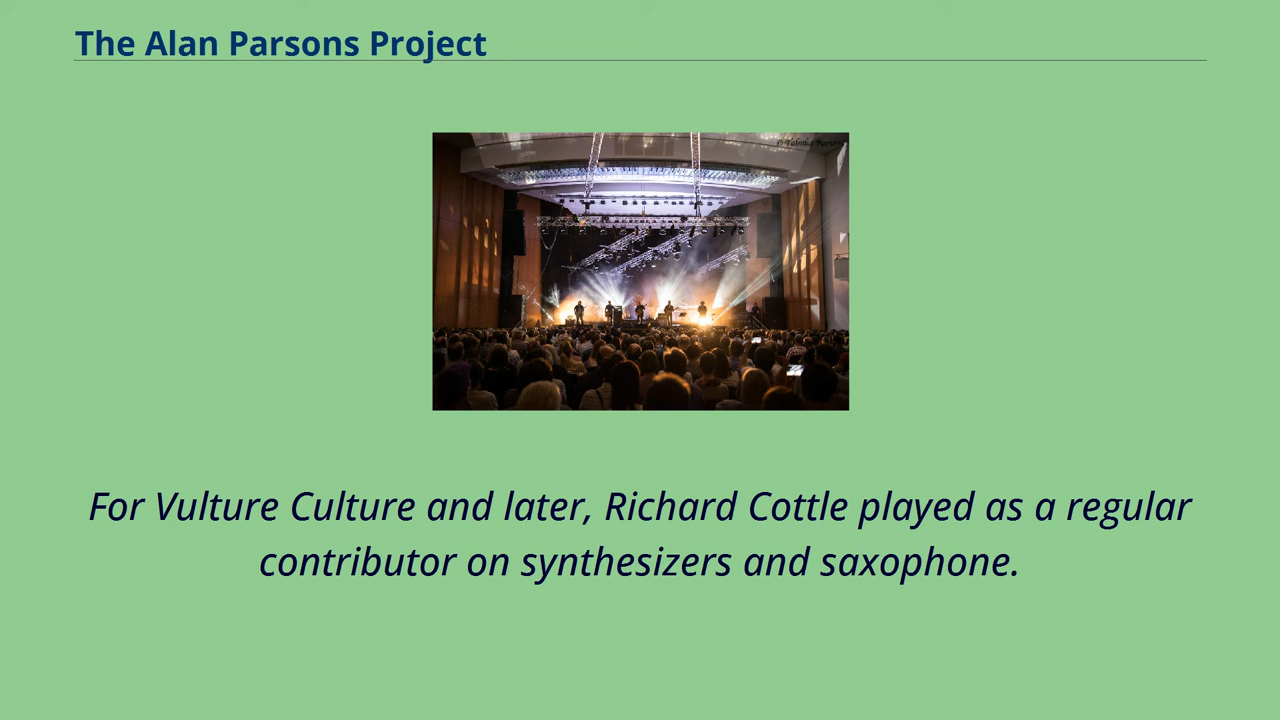 The Alan Parsons Project
For Vulture Culture and later, Richard Cottle played as a regular
contributor on synthesizers and saxophone.